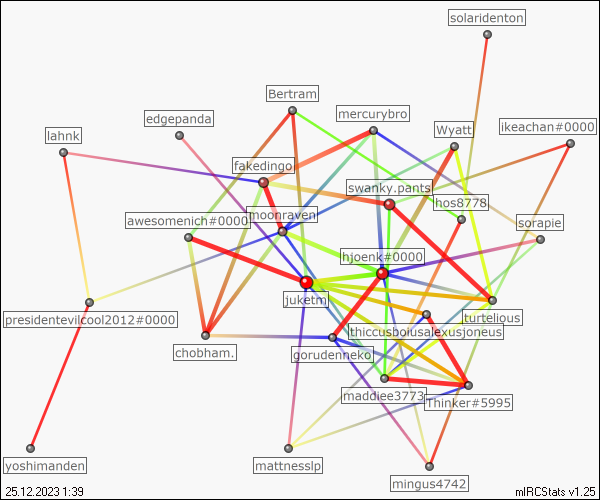 solaridenton
Bertram
edgepanda
mercurybro
lahnk
Wyatt
ikeachan#0000
fakedingo
swanky.pants
hos8778
awesomenich#0000
moonraven
sorapie
hjoenk#0000
juketm
turtelious
presidentevilcool2012#0000
ithiccusboiusalexusjoneus
chobham.
gorudenneko
maddiee3773
Thinker#5995
yoshimanden
mattnesslp
mingus4742
25.12.2023 1:39
mIRCStats v1.25